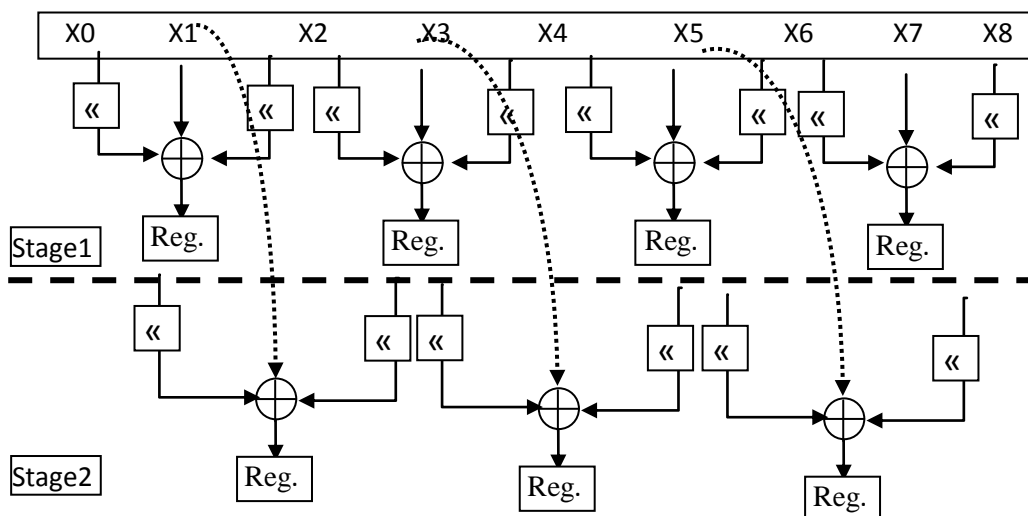 X0 X1 X2 X3 X4 X5 X6 X7 X8
« « « « « « « «
Reg. Reg. Reg. Reg.
Stage1
« « « « « «
Stage2
Reg. Reg. Reg.